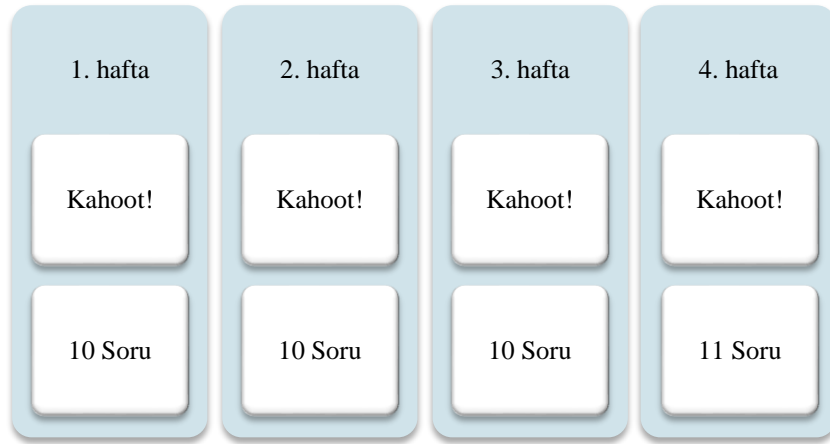 1. hafta
Kahoot!
10 Soru
2. hafta
Kahoot!
10 Soru
3. hafta
Kahoot!
10 Soru
4. hafta
Kahoot!
11 Soru